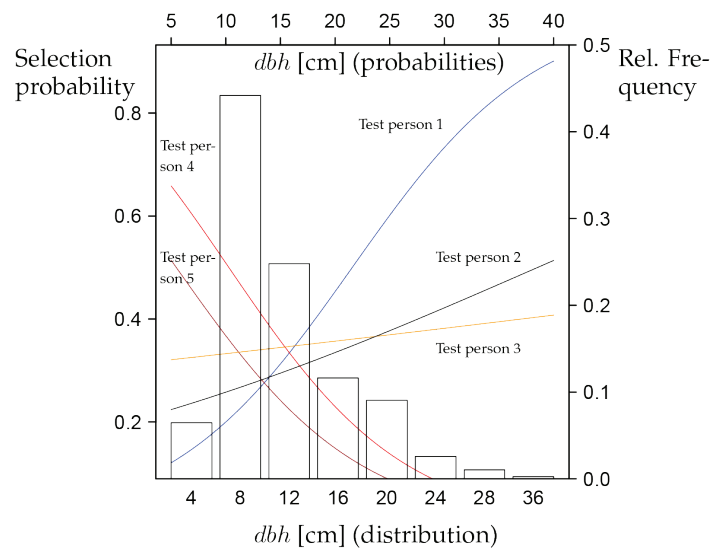 5 10 15 20 25 30 35 40
Selection
probability
dbh [cm] (probabilities)
Rel. Fre-
quency
0.8
0.6
0.4
0.2
Test person 1
Test per-
son 4
Test per-
son 5
Test person 2
Test person 3
0.5
0.4
0.3
0.2
0.1
0.0
4 8 12 16 20 24 28 36
dbh [cm] (distribution)